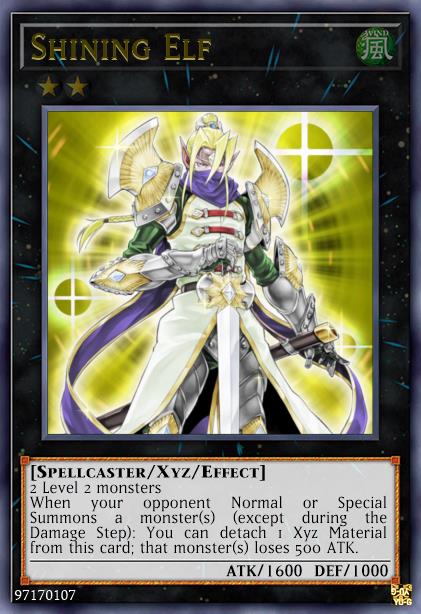 Shining Elf
WIND
風
[Spellcaster/Xyz/Effect]
2 Level 2 monsters
When your opponent Normal or Special
Summons a monster(s) (except during the
Damage Step): You can detach 1 Xyz Material
from this card; that monster(s) loses 500 ATK.
ATK/1600 DEF/1000
97170107